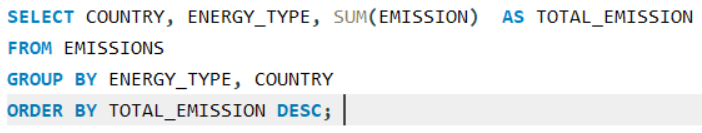 SELECT COUNTRY, ENERGY_TYPE, SUM(EMISSION)  AS TOTAL_EMISSION
FROM EMISSIONS
GROUP BY ENERGY_TYPE, COUNTRY
ORDER BY TOTAL_EMISSION DESC;